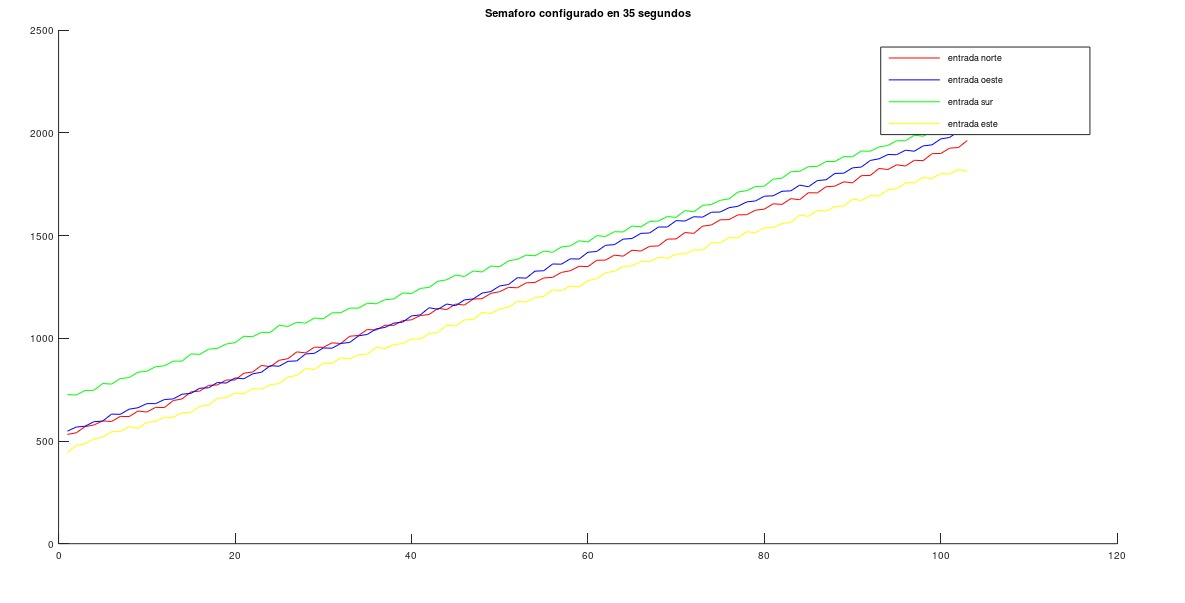 Semaforo configurado en 35 segundos
2500
entrada norte
entrada oeste
entrada sur
entrada este
2000
1500
1000
500
0
0 20 40 60 80 100 120